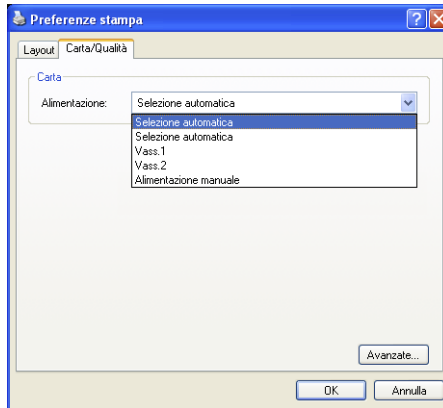 Preferenze stampa
Layout
Carta/Qualità
Carta
Alimentazione:
Selezione automatica
Selezione automatica
Selezione automatica
Vass.1
Vass.2
Alimentazione manuale
Avanzate...
OK
Annulla